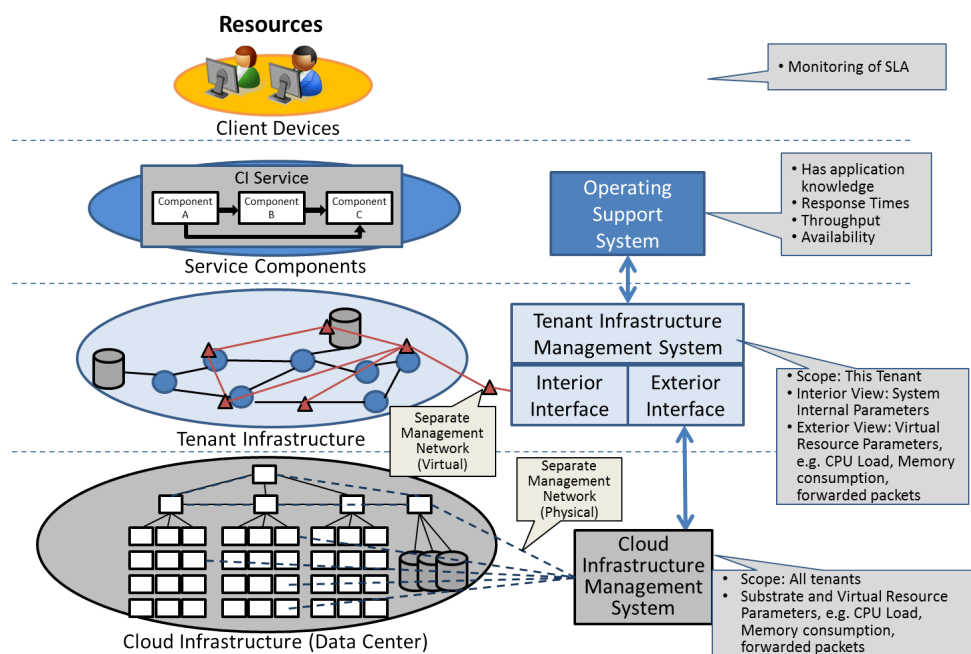 Resources
Client Devices
• Monitoring of SLA
CI Service
Component
A
Component
B
Component
C
Service Components
Operating
Support
System
• Has application
knowledge
• Response Times
• Throughput
• Availability
Tenant Infrastructure
Management System
Interior
Interface
Exterior
Interface
Tenant Infrastructure
Separate
Management
Network
(Virtual)
• Scope: This Tenant
• Interior View: System
Internal Parameters
• Exterior View: Virtual
Resource Parameters,
e.g. CPU Load, Memory
consumption,
forwarded packets
Separate
Management
Network
(Physical)
Cloud
Infrastructure
Management
System
• Scope: All tenants
• Substrate and Virtual Resource
Parameters, e.g. CPU Load,
Memory consumption,
forwarded packets
Cloud Infrastructure (Data Center)